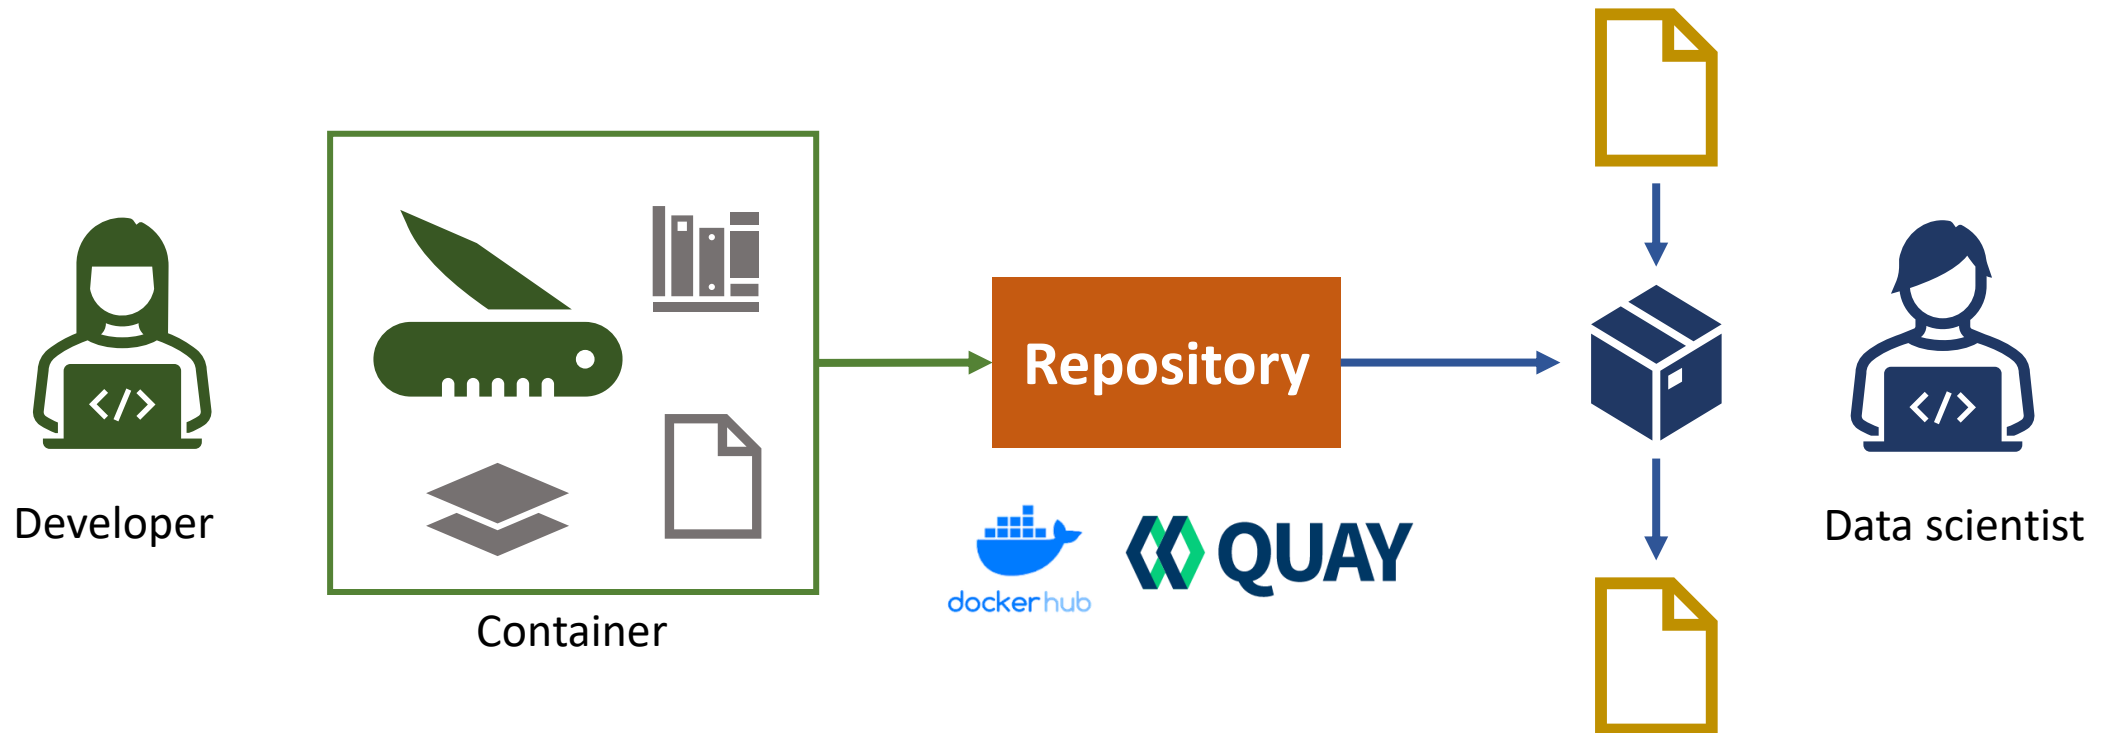 Developer
Container
Repository
docker hub
QUAY
Data scientist